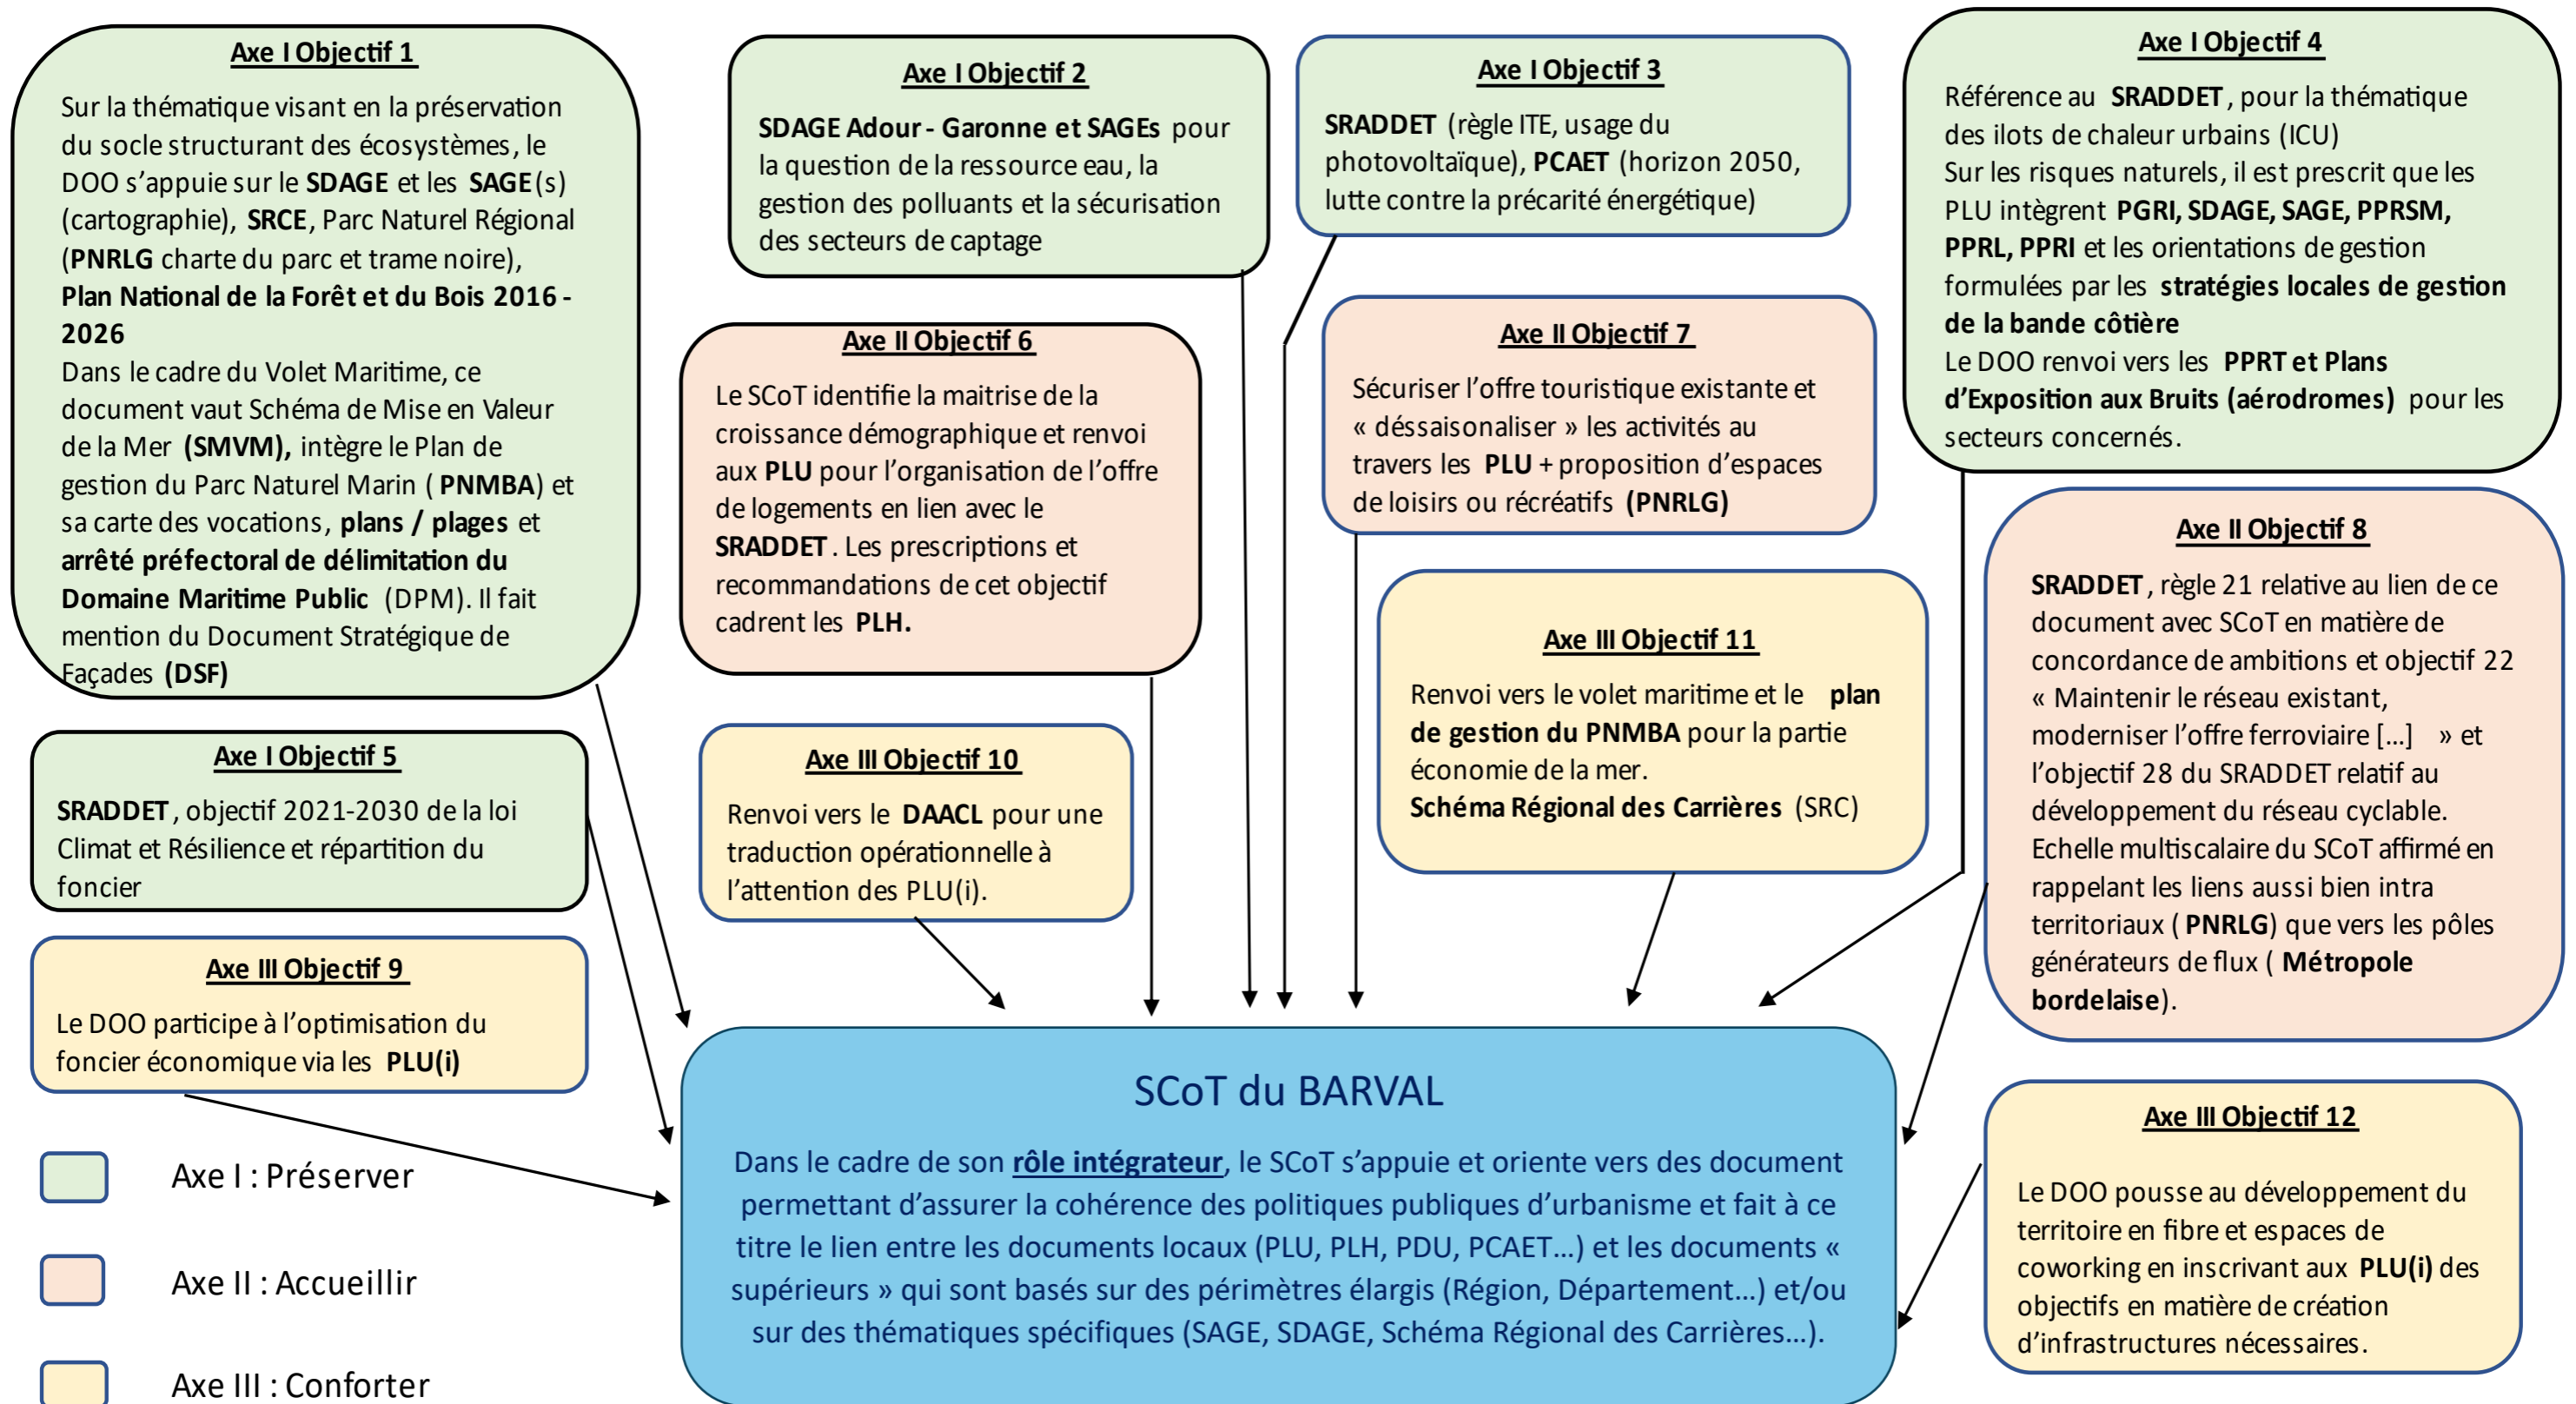 Axe I Objectif 1
Sur la thématique visant en la préservation
du socle structurant des écosystèmes, le
DOO s’appuie sur le SDAGE et les SAGE(s)
(cartographie), SRCE, Parc Naturel Régional
(PNRLG charte du parc et trame noire),
Plan National de la Forêt et du Bois 2016 -
2026
Dans le cadre du Volet Maritime, ce
document vaut Schéma de Mise en Valeur
de la Mer (SMVM), intègre le Plan de
gestion du Parc Naturel Marin ( PNMBA) et
sa carte des vocations, plans / plages et
arrêté préfectoral de délimitation du
Domaine Maritime Public (DPM). Il fait
mention du Document Stratégique de
Façades (DSF)
Axe I Objectif 2
SDAGE Adour - Garonne et SAGEs pour
la question de la ressource eau, la
gestion des polluants et la sécurisation
des secteurs de captage
Axe I Objectif 3
SRADDET (règle ITE, usage du
photovoltaïque), PCAET (horizon 2050,
lutte contre la précarité énergétique)
Axe I Objectif 4
Référence au SRADDET, pour la thématique
des ilots de chaleur urbains (ICU)
Sur les risques naturels, il est prescrit que les
PLU intègrent PGRI, SDAGE, SAGE, PPRSM,
PPRL, PPRI et les orientations de gestion
formulées par les stratégies locales de gestion
de la bande côtière
Le DOO renvoi vers les PPRT et Plans
d’Exposition aux Bruits (aérodromes) pour les
secteurs concernés.
Axe I Objectif 5
SRADDET, objectif 2021-2030 de la loi
Climat et Résilience et répartition du
foncier
Axe II Objectif 6
Le SCoT identifie la maitrise de la
croissance démographique et renvoi
aux PLU pour l’organisation de l’offre
de logements en lien avec le
SRADDET. Les prescriptions et
recommandations de cet objectif
cadrent les PLH.
Axe II Objectif 7
Sécuriser l’offre touristique existante et
« déssaisonaliser » les activités au
travers les PLU + proposition d’espaces
de loisirs ou récréatifs (PNRLG)
Axe II Objectif 8
SRADDET, règle 21 relative au lien de ce
document avec SCoT en matière de
concordance de ambitions et objectif 22
« Maintenir le réseau existant,
moderniser l’offre ferroviaire [...] » et
l’objectif 28 du SRADDET relatif au
développement du réseau cyclable.
Echelle multiscalaire du SCoT affirmé en
rappelant les liens aussi bien intra
territoriaux ( PNRLG) que vers les pôles
générateurs de flux ( Métropole
bordelaise).
Axe III Objectif 9
Le DOO participe à l’optimisation du
foncier économique via les PLU(i)
Axe III Objectif 10
Renvoi vers le DAACL pour une
traduction opérationnelle à
l’attention des PLU(i).
Axe III Objectif 11
Renvoi vers le volet maritime et le plan
de gestion du PNMBA pour la partie
économie de la mer.
Schéma Régional des Carrières (SRC)
Axe III Objectif 12
Le DOO pousse au développement du
territoire en fibre et espaces de
coworking en inscrivant aux PLU(i) des
objectifs en matière de création
d’infrastructures nécessaires.
SCoT du BARVAL
Dans le cadre de son rôle intégrateur, le SCoT s’appuie et oriente vers des document
permettant d’assurer la cohérence des politiques publiques d’urbanisme et fait à ce
titre le lien entre les documents locaux (PLU, PLH, PDU, PCAET…) et les documents «
supérieurs » qui sont basés sur des périmètres élargis (Région, Département…) et/ou
sur des thématiques spécifiques (SAGE, SDAGE, Schéma Régional des Carrières…).
Axe I : Préserver
Axe II : Accueillir
Axe III : Conforter